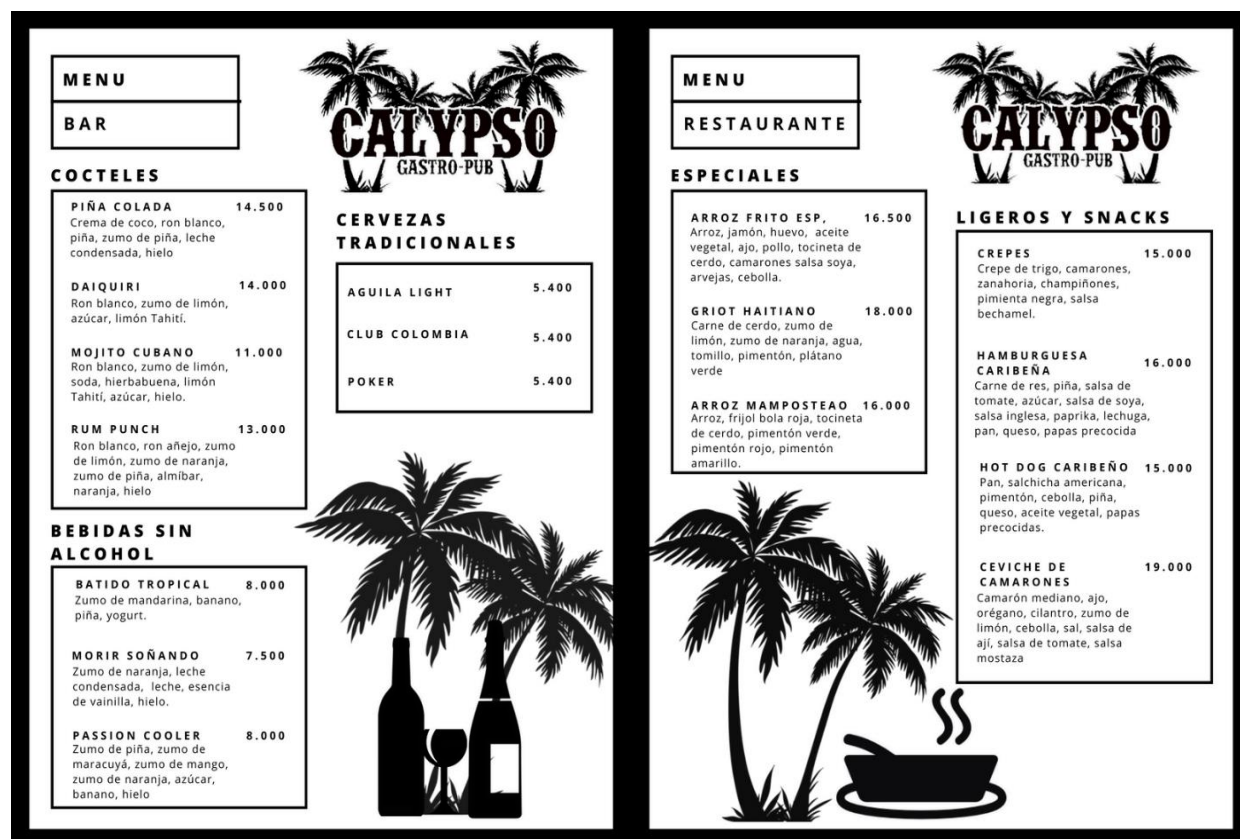 MENU
BAR
CALYPSO
GASTRO-PUB
COCTELES
PIÑA COLADA 14.500
Crema de coco, ron blanco,
piña, zumo de piña, leche
condensada, hielo
DAIQUIRI 14.000
Ron blanco, zumo de limón,
azúcar, limón Tahití.
MOJITO CUBANO 11.000
Ron blanco, zumo de limón,
soda, hierbabuena, limón
Tahití, azúcar, hielo.
RUM PUNCH 13.000
Ron blanco, ron añejo, zumo
de limón, zumo de naranja,
zumo de piña, almíbar,
naranja, hielo
BEBIDAS SIN
ALCOHOL
BATIDO TROPICAL 8.000
Zumo de mandarina, banano,
piña, yogurt.
MORIR SOÑANDO 7.500
Zumo de naranja, leche
condensada, leche, esencia
de vainilla, hielo.
PASSION COOLER 8.000
Zumo de piña, zumo de
maracuyá, zumo de mango,
zumo de naranja, azúcar,
banano, hielo
CERVEZAS
TRADICIONALES
AGUILA LIGHT 5.400
CLUB COLOMBIA 5.400
POKER 5.400
MENU
RESTAURANTE
CALYPSO
GASTRO-PUB
ESPECIALES
ARROZ FRITO ESP, 16.500
Arroz, jamón, huevo, aceite
vegetal, ajo, pollo, tocineta de
cerdo, camarones salsa soya,
arvejas, cebolla.
GRIOT HAITIANO 18.000
Carne de cerdo, zumo de
limón, zumo de naranja, agua,
tomillo, pimentón, plátano
verde
ARROZ MAMPOSTEAO 16.000
Arroz, frijol bola roja, tocineta
de cerdo, pimentón verde,
pimentón rojo, pimentón
amarillo.
LIGEROS Y SNACKS
CREPES 15.000
Crepe de trigo, camarones,
zanahoria, champiñones,
pimienta negra, salsa
bechamel.
HAMBURGUESA
CARIBEÑA 16.000
Carne de res, piña, salsa de
tomate, azúcar, salsa de soya,
salsa inglesa, paprika, lechuga,
pan, queso, papas precocida
HOT DOG CARIBEÑO 15.000
Pan, salchicha americana,
pimentón, cebolla, piña,
queso, aceite vegetal, papas
precocidas.
CEVICHE DE 19.000
CAMARONES
Camarón mediano, ajo,
orégano, cilantro, zumo de
limón, cebolla, sal, salsa de
ají, salsa de tomate, salsa
mostaza